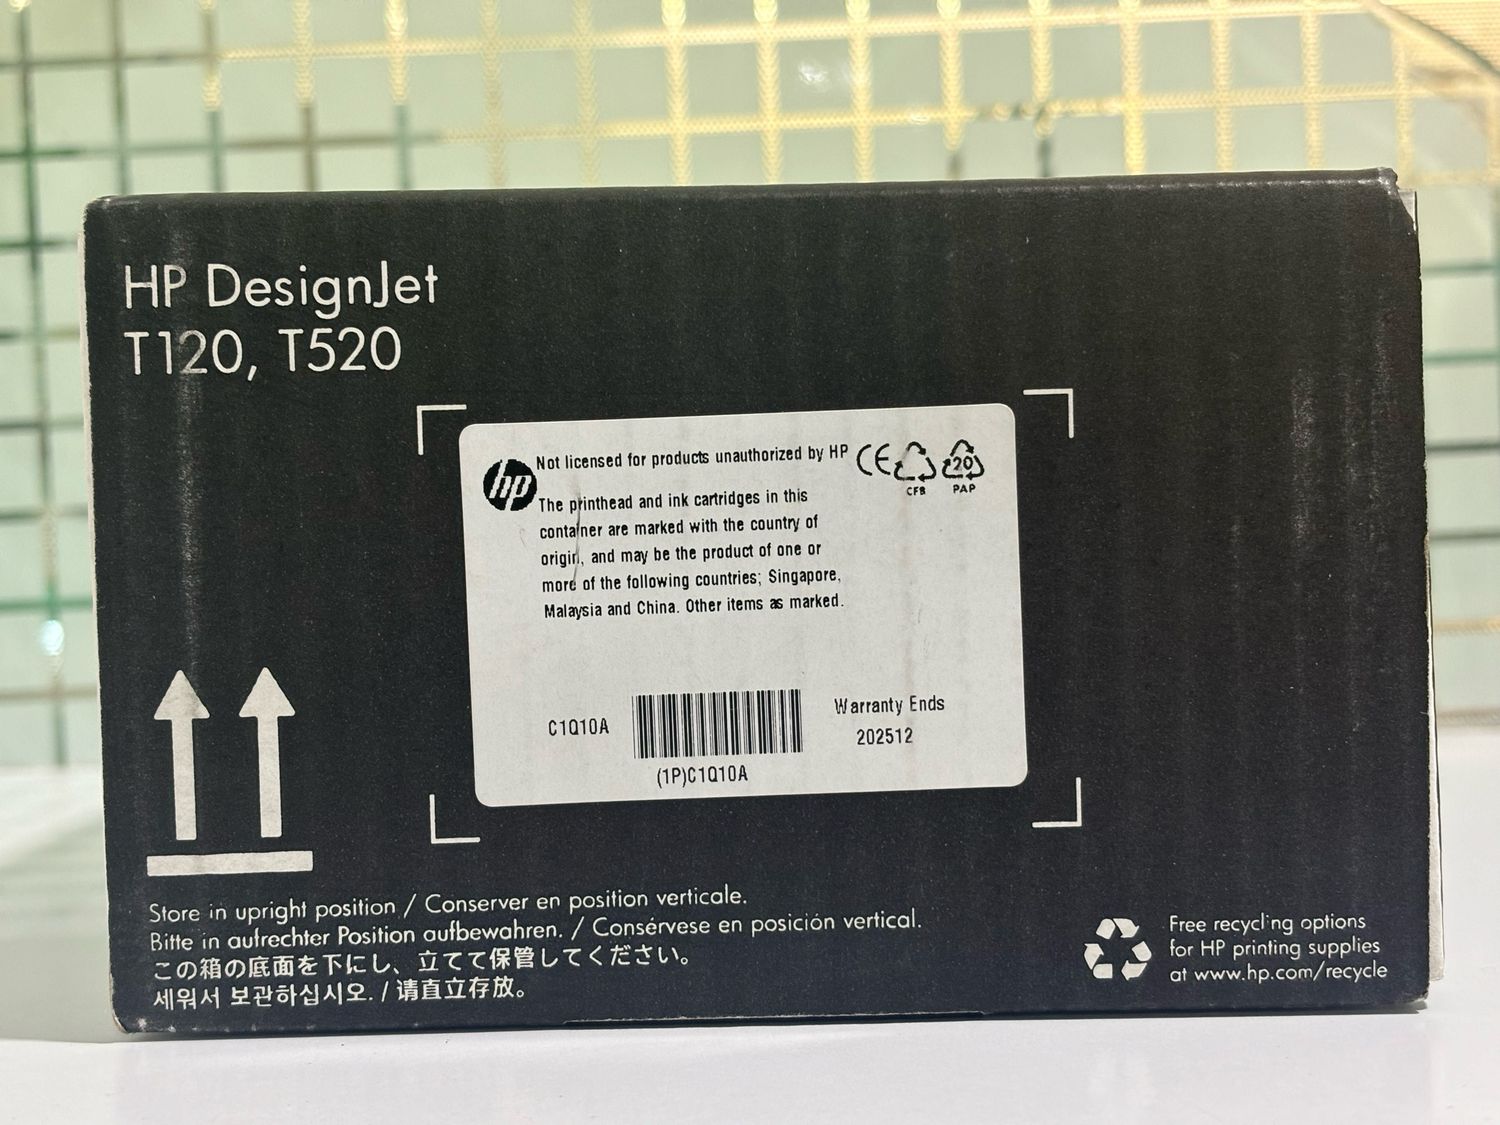 HP DesignJet
T120, T520
hp
Not licensed for products unauthorized by HP
CE
CFB
20
PAP
The printhead and ink cartridges in this
container are marked with the country of
origin, and may be the product of one or
more of the following countries; Singapore,
Malaysia and China. Other items as marked.
C1Q10A
(1P)C1Q10A
Warranty Ends
202512
Store in upright position / Conserver en position verticale.
Bitte in aufrechter Position aufbewahren. / Consérvese en posición vertical.
この箱の底面を下にし、立てて保管してください。
세워서 보관하십시오. / 请直立存放。
Free recycling options
for HP printing supplies
at www.hp.com/recycle